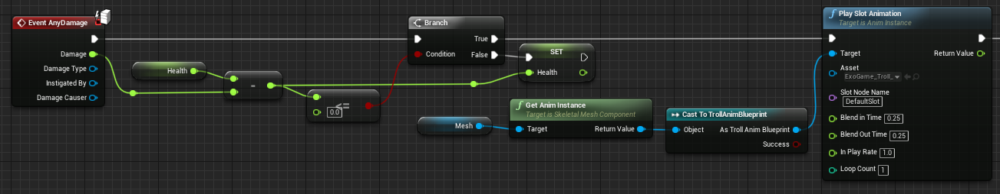 Event AnyDamage
Damage
Damage Type
Instigated By
Damage Causer
Health
-
<=
0.0
Branch
True
Condition
False
SET
Health
Mesh
Get Anim Instance
Target is Skeletal Mesh Component
Target
Return Value
Cast To TrollAnimBlueprint
Object
As Troll Anim Blueprint
Success
Play Slot Animation
Target is Anim Instance
Target
Return Value
Asset
ExoGame_Troll_
Slot Node Name
DefaultSlot
Blend in Time 0.25
Blend Out Time 0.25
In Play Rate 1.0
Loop Count 1